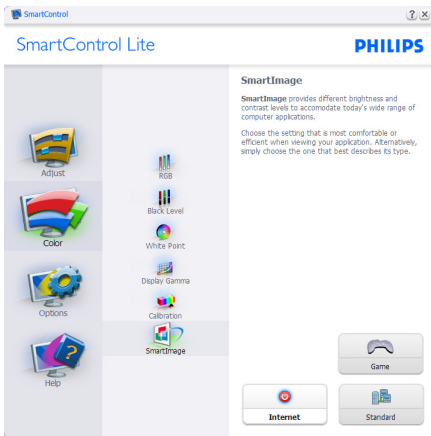 SmartControl
SmartControl Lite
PHILIPS
Adjust
Color
Options
Help
RGB
Black Level
White Point
Display Gamma
Calibration
SmartImage
SmartImage
SmartImage provides different brightness and
contrast levels to accomodate today's wide range of
computer applications.
Choose the setting that is most comfortable or
efficient when viewing your application. Alternatively,
simply choose the one that best describes its type.
Game
Internet
Standard